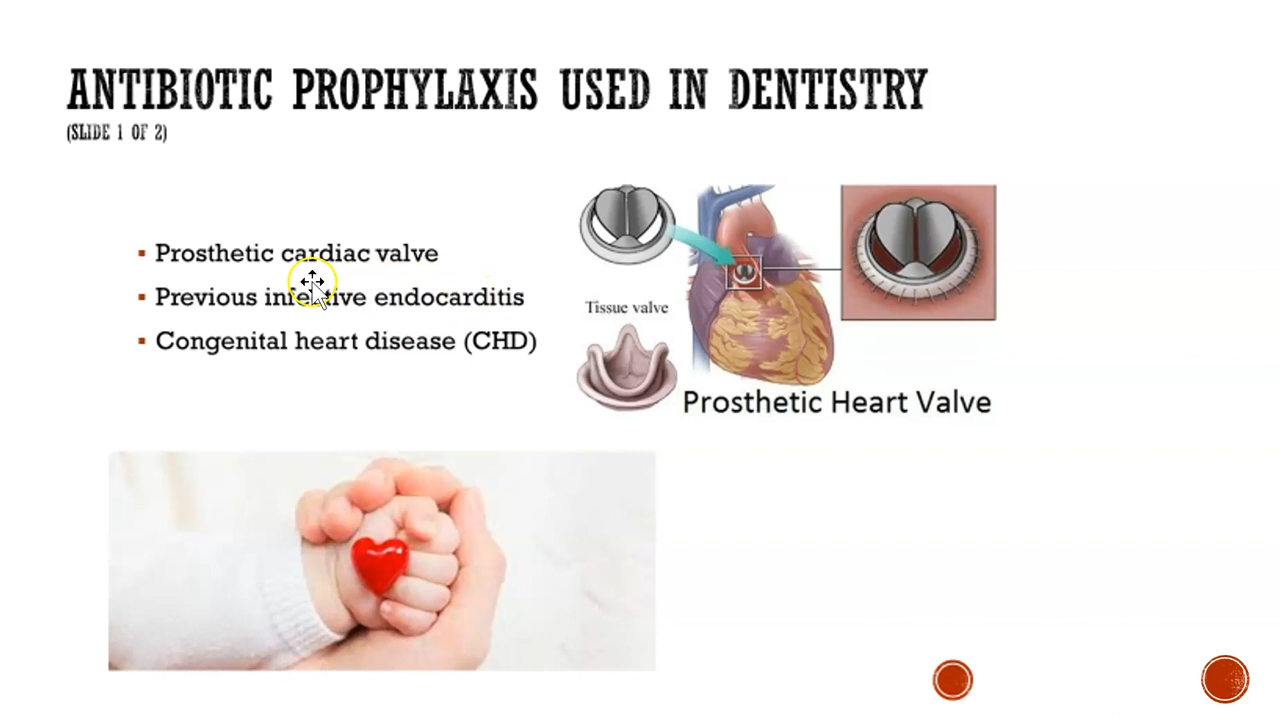 ANTIBIOTIC PROPHYLAXIS USED IN DENTISTRY
(SLIDE 1 OF 2)
Prosthetic cardiac valve
Previous infective endocarditis
Congenital heart disease (CHD)
Tissue valve
Prosthetic Heart Valve